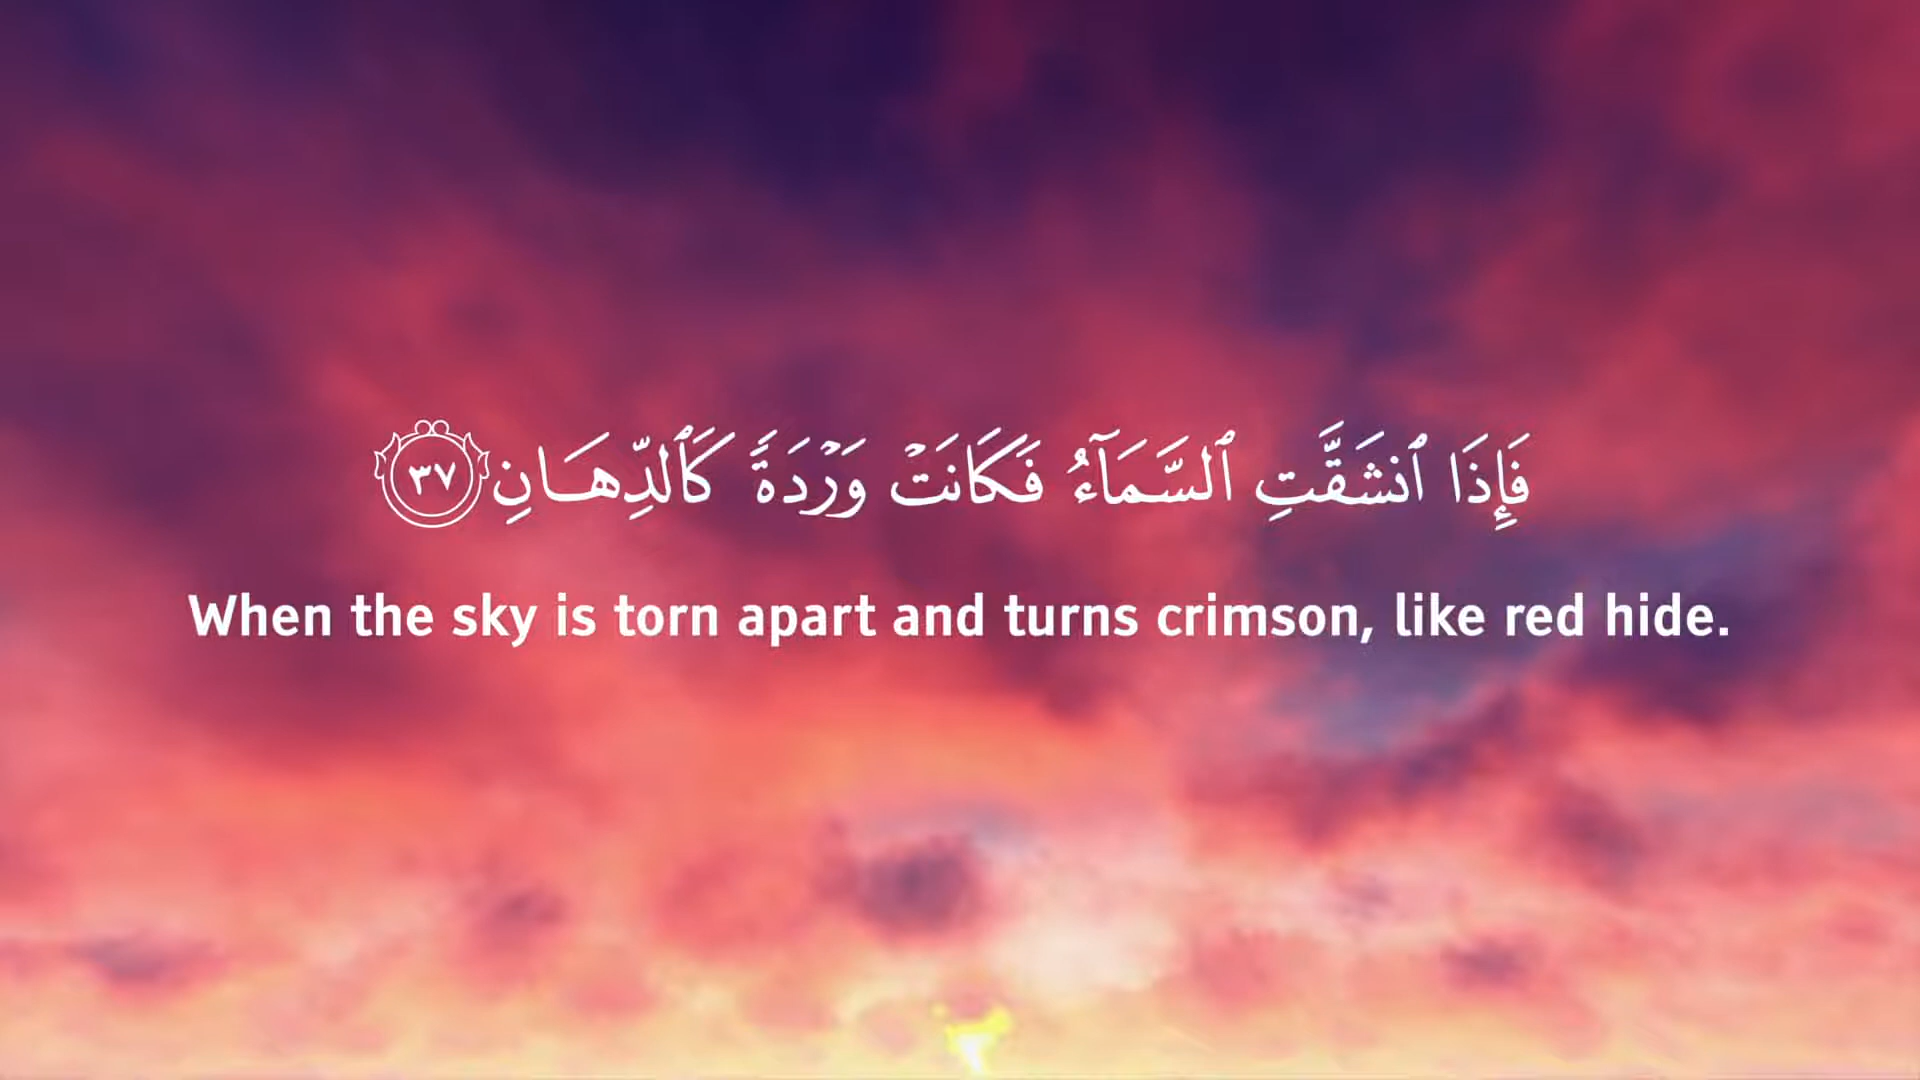 فَإِذَا ٱنشَقَّتِ ٱلسَّمَآءُ فَكَانَتْ وَرْدَةً كَٱلدِّهَانِ ٣٧
When the sky is torn apart and turns crimson, like red hide.